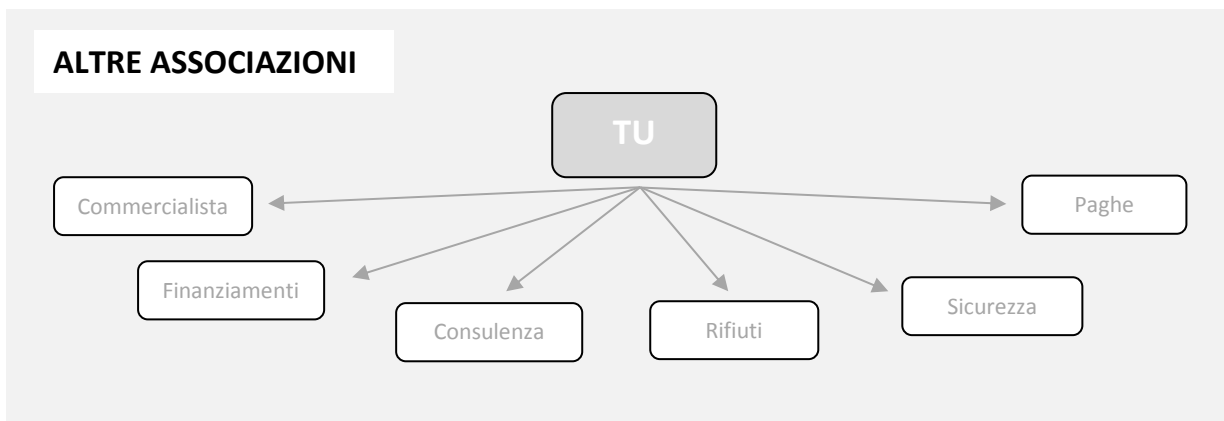 ALTRE ASSOCIAZIONI
TU
Commercialista
Paghe
Finanziamenti
Sicurezza
Consulenza
Rifiuti